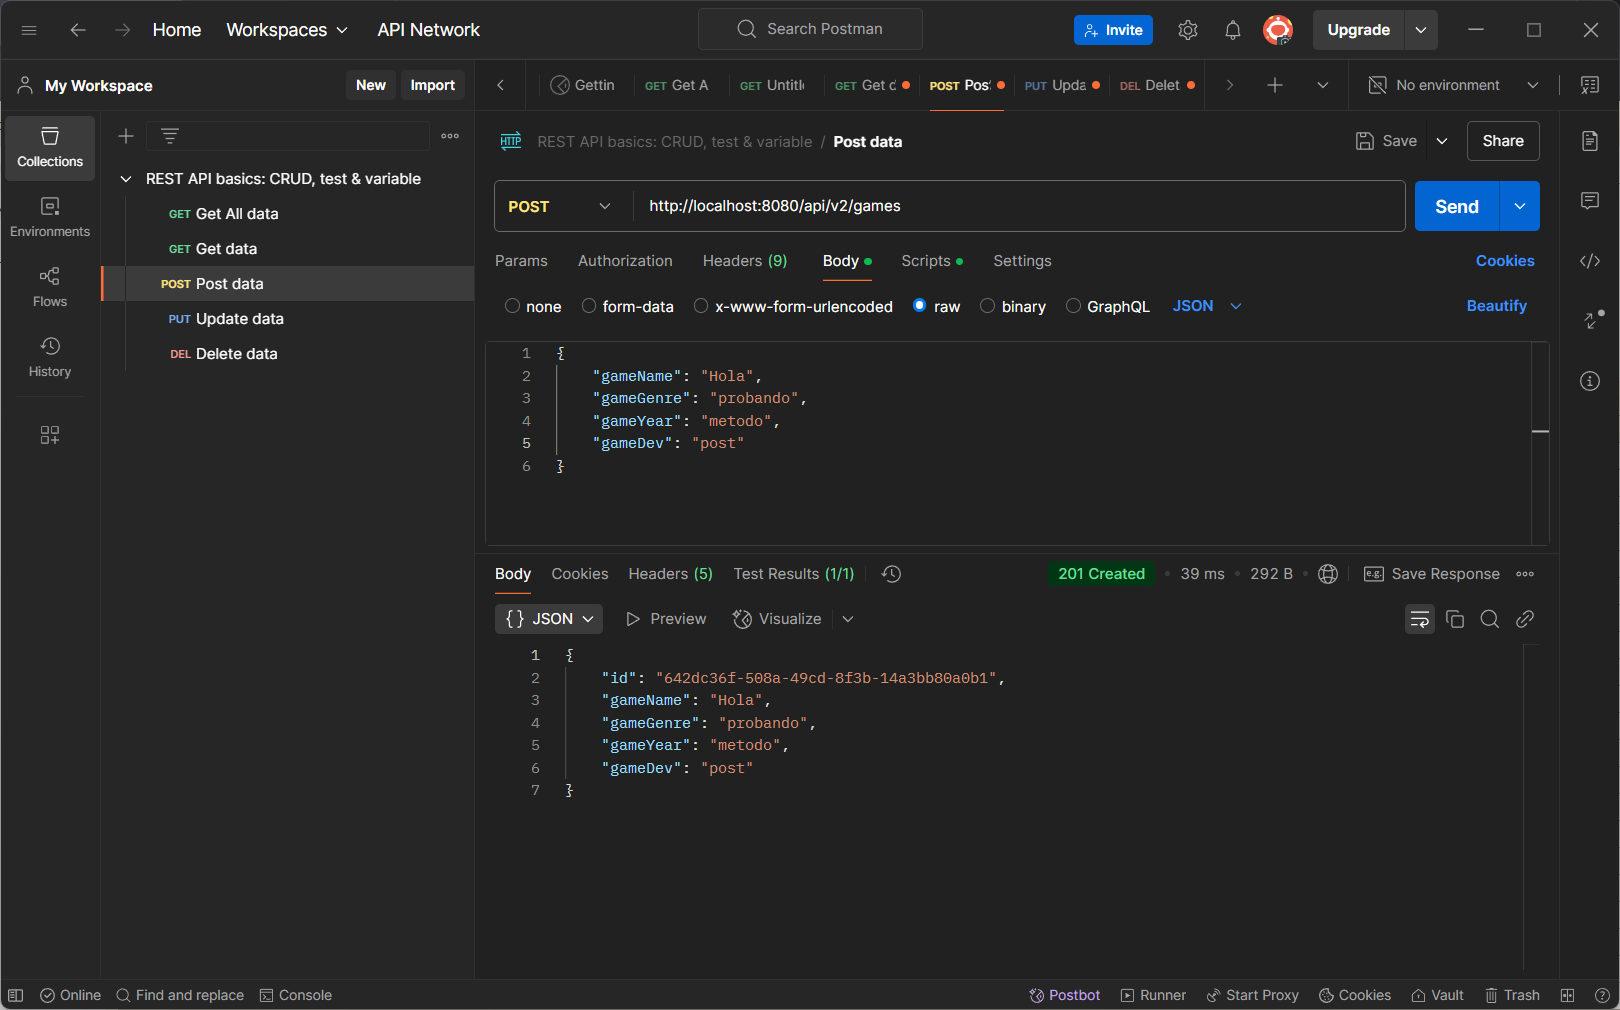 Home Workspaces API Network Search Postman Invite Upgrade
My Workspace New Import Gettin GET Get A GET Untitl GET Get d POST Pos PUT Upda DEL Delet No environment
Collections
Environments
Flows
History
REST API basics: CRUD, test & variable
GET Get All data
GET Get data
POST Post data
PUT Update data
DEL Delete data
HTTP REST API basics: CRUD, test & variable / Post data Save Share
POST http://localhost:8080/api/v2/games Send
Params Authorization Headers (9) Body Scripts Settings Cookies
none form-data x-www-form-urlencoded raw binary GraphQL JSON Beautify
1 {
2 "gameName": "Hola",
3 "gameGenre": "probando",
4 "gameYear": "metodo",
5 "gameDev": "post"
6 }
Body Cookies Headers (5) Test Results (1/1) 201 Created • 39 ms • 292 B • e.g. Save Response
{} JSON Preview Visualize
1 {
2 "id": "642dc36f-508a-49cd-8f3b-14a3bb80a0b1",
3 "gameName": "Hola",
4 "gameGenre": "probando",
5 "gameYear": "metodo",
6 "gameDev": "post"
7 }
Online Find and replace Console Postbot Runner Start Proxy Cookies Vault Trash